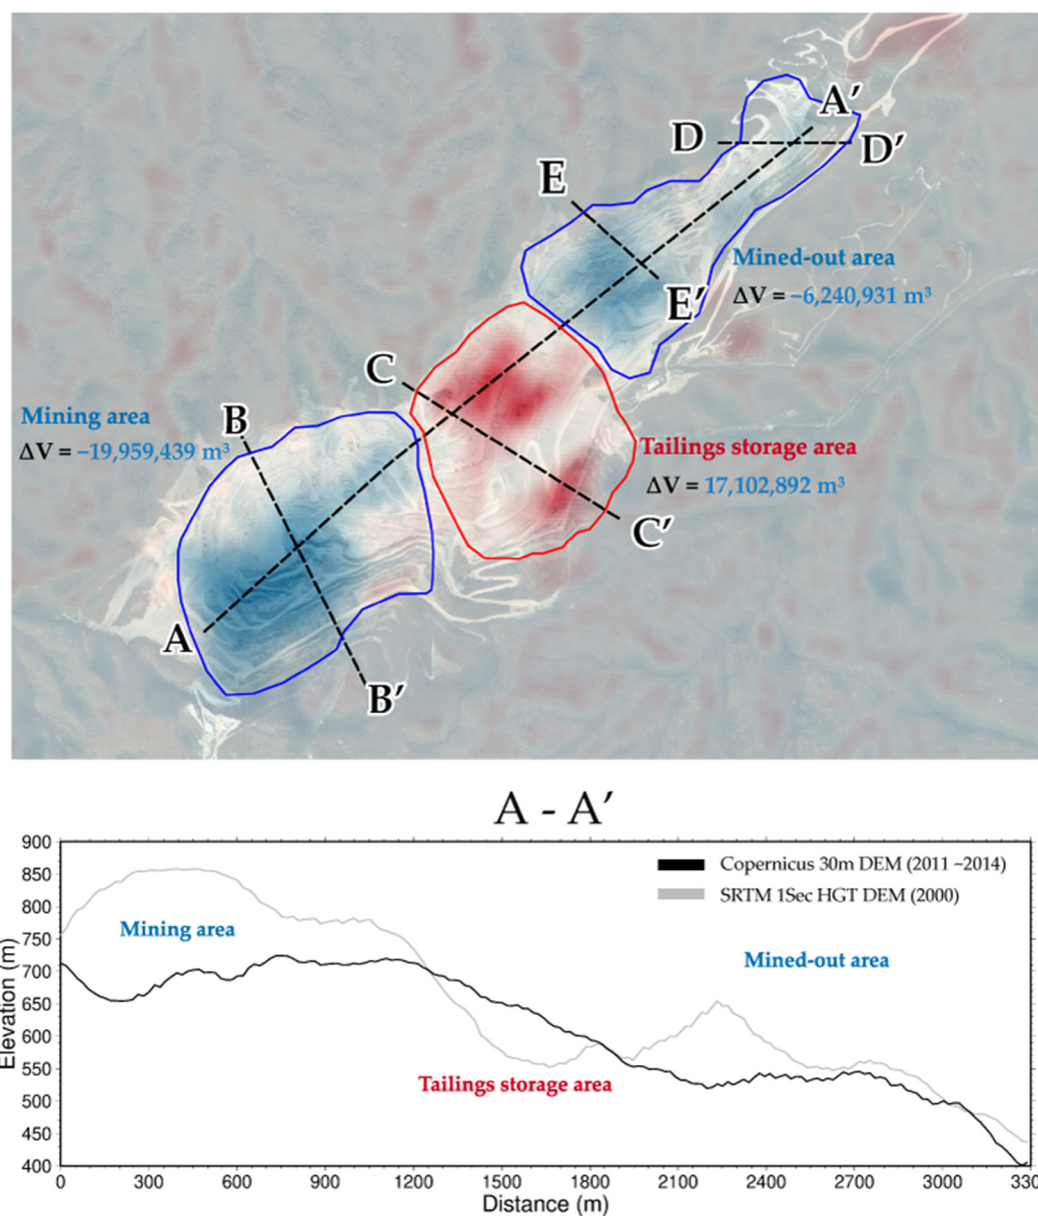 A′
D
D′
E
Mined-out area
ΔV = −6,240,931 m³
E′
C
Mining area
B
ΔV = −19,959,439 m³
Tailings storage area
ΔV = 17,102,892 m³
C′
A
B′
A - A′
900
Copernicus 30m DEM (2011 ~2014)
850
SRTM 1Sec HGT DEM (2000)
800
Mining area
750
Mined-out area
700
650
600
550
Tailings storage area
500
450
400
Elevation (m)
0 300 600 900 1200 1500 1800 2100 2400 2700 3000 330
Distance (m)